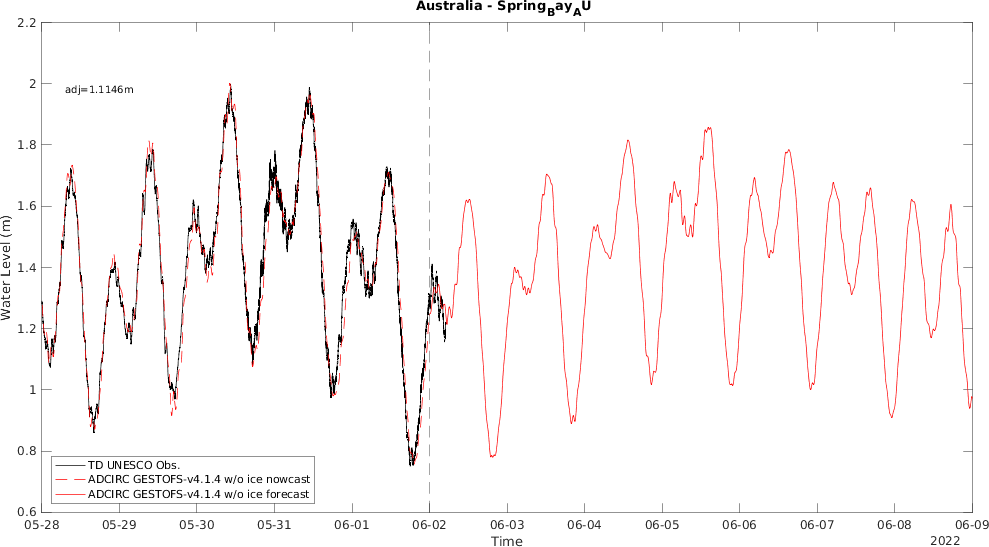 Australia - Spring_Bay_AU
2.2
2
adj=1.1146m
1.8
1.6
1.4
1.2
1
0.8
0.6
Water Level (m)
TD UNESCO Obs.
ADCIRC GESTOFS-v4.1.4 w/o ice nowcast
ADCIRC GESTOFS-v4.1.4 w/o ice forecast
05-28 05-29 05-30 05-31 06-01 06-02 06-03 06-04 06-05 06-06 06-07 06-08 06-09
Time
2022